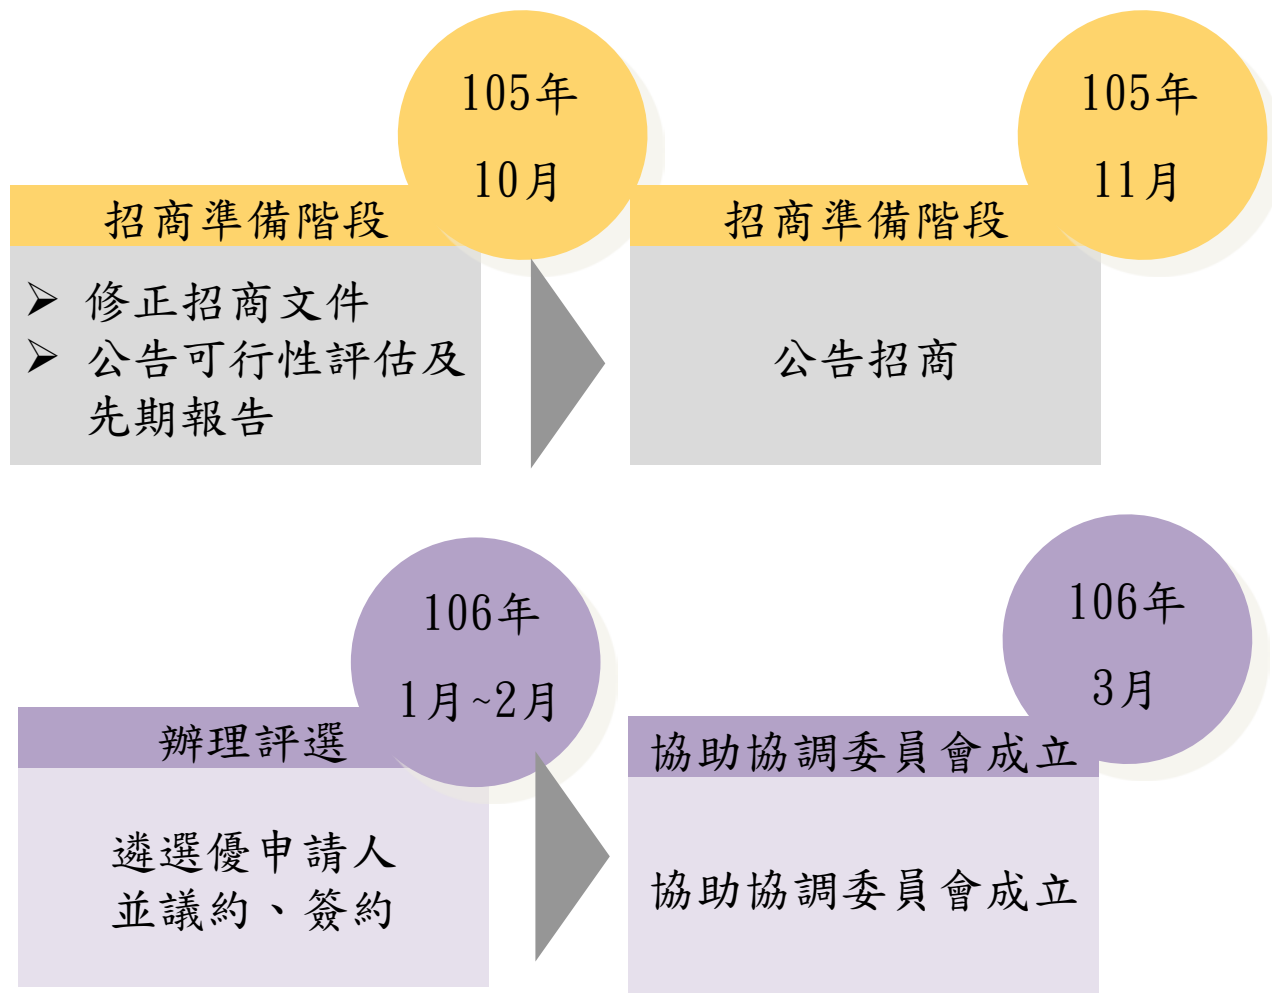 105年
10月
招商準備階段
➢ 修正招商文件
➢ 公告可行性評估及
先期報告
105年
11月
招商準備階段
公告招商
106年
1月~2月
辦理評選
遴選優申請人
並議約、簽約
106年
3月
協助協調委員會成立
協助協調委員會成立